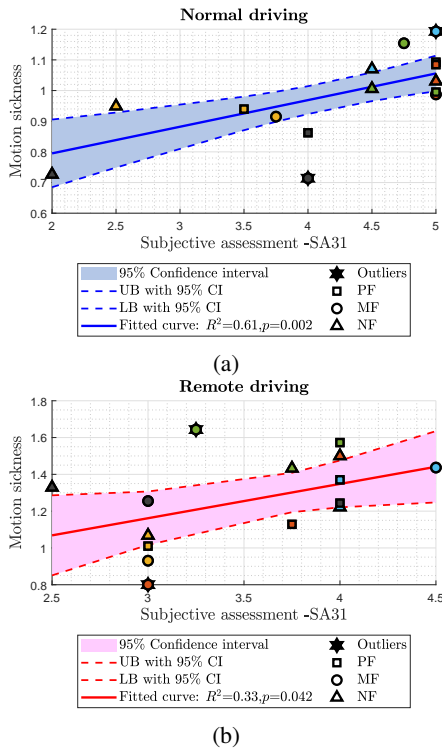 Normal driving
1.2
1.1
1
0.9
0.8
0.7
0.6
Motion sickness
2 2.5 3 3.5 4 4.5 5
Subjective assessment -SA31
95% Confidence interval Outliers
UB with 95% CI PF
LB with 95% CI MF
Fitted curve: R²=0.61,p=0.002 NF
(a)
Remote driving
1.8
1.6
1.4
1.2
1
0.8
Motion sickness
2.5 3 3.5 4 4.5
Subjective assessment -SA31
95% Confidence interval Outliers
UB with 95% CI PF
LB with 95% CI MF
Fitted curve: R²=0.33,p=0.042 NF
(b)